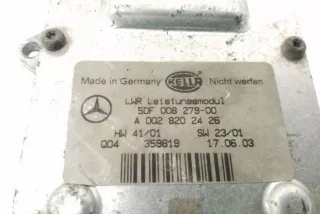 Made in Germany HELLA Nicht werfen
LWR Leistungsmodul
5DF 008 279-00
A 002 820 24 26
HW 41/01 SW 23/01
Q04 359819 17.06.03